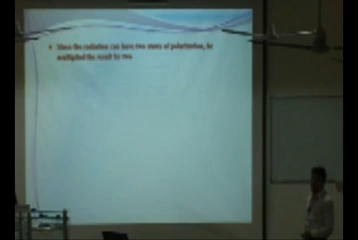 Since the radiation can have two states of polarization, he
multiplied the result by two